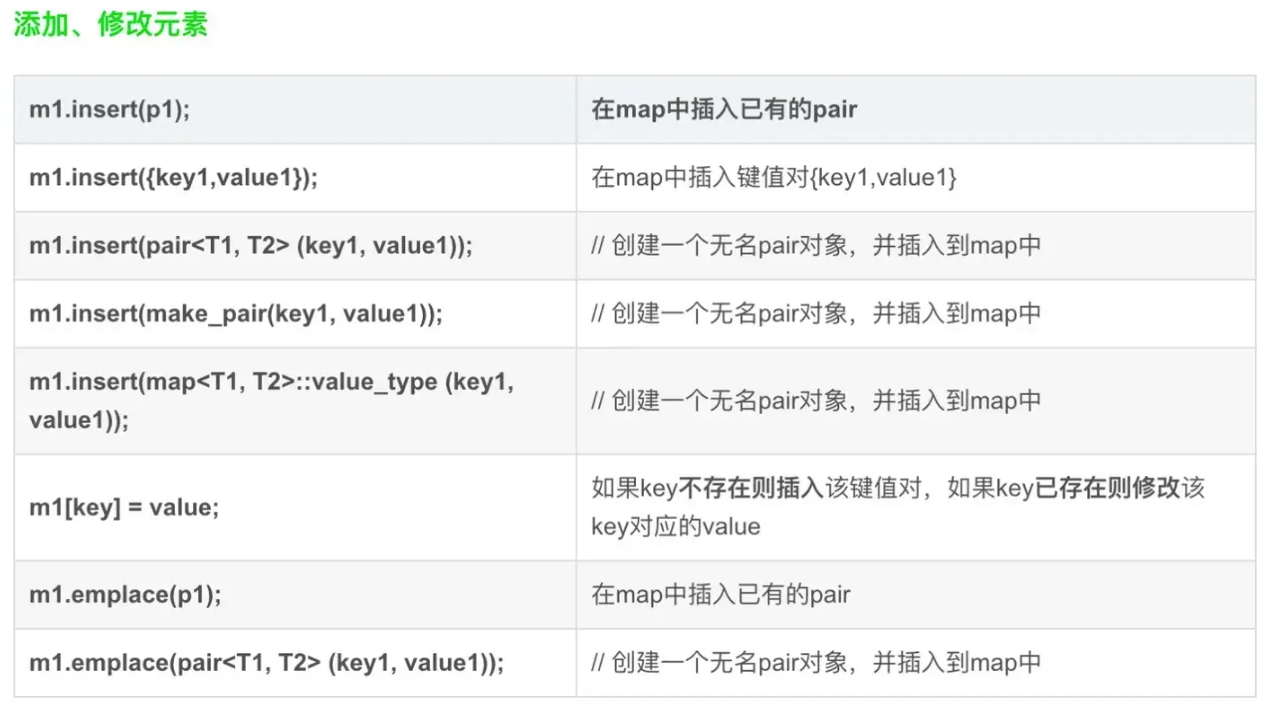 添加、修改元素
m1.insert(p1);
在map中插入已有的pair
m1.insert({key1,value1});
在map中插入键值对{key1,value1}
m1.insert(pair<T1, T2> (key1, value1));
// 创建一个无名pair对象，并插入到map中
m1.insert(make_pair(key1, value1));
// 创建一个无名pair对象，并插入到map中
m1.insert(map<T1, T2>::value_type (key1,
value1));
// 创建一个无名pair对象，并插入到map中
m1[key] = value;
如果key不存在则插入该键值对，如果key已存在则修改该
key对应的value
m1.emplace(p1);
在map中插入已有的pair
m1.emplace(pair<T1, T2> (key1, value1));
// 创建一个无名pair对象，并插入到map中